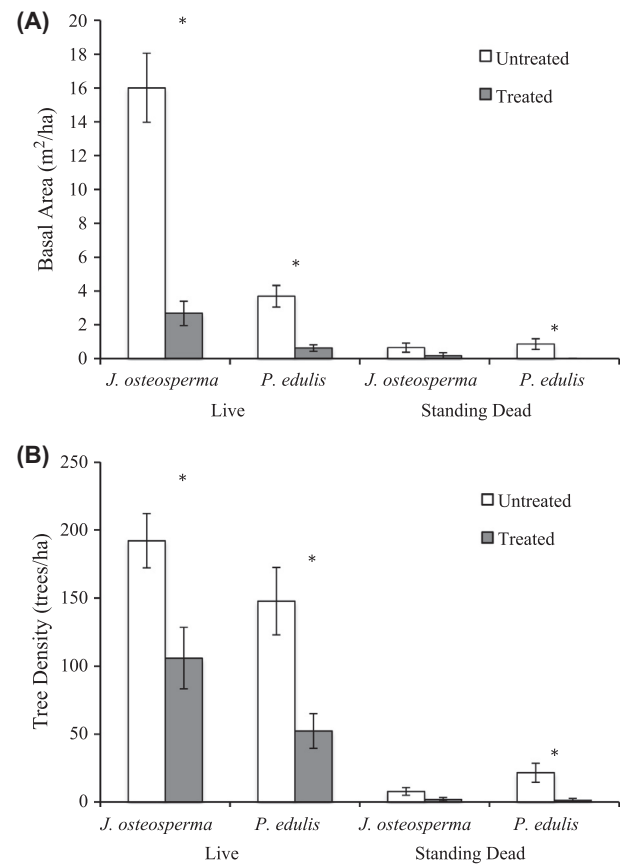 (A)
20
18
16
14
12
10
8
6
4
2
0
Basal Area (m²/ha)
*
*
*
Untreated
Treated
J. osteosperma P. edulis J. osteosperma P. edulis
Live Standing Dead
(B)
250
200
150
100
50
0
Tree Density (trees/ha)
*
*
*
Untreated
Treated
J. osteosperma P. edulis J. osteosperma P. edulis
Live Standing Dead